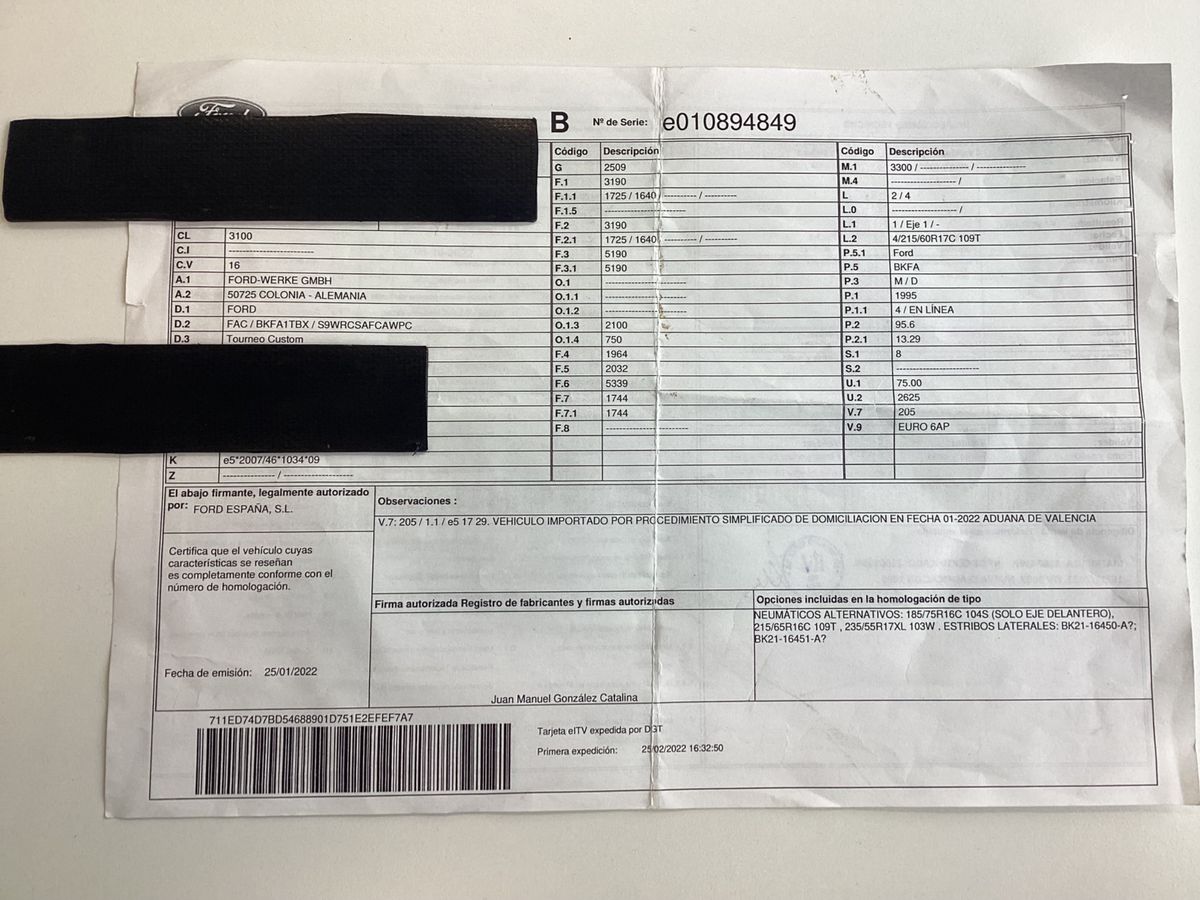 Ford
B Nº de Serie: e010894849
Código Descripción
G 2509
F.1 3190
F.1.1 1725 / 1640 / ---------- / ----------
F.1.5 -------------------------
F.2 3190
F.2.1 1725 / 1640 / ---------- / ----------
F.3 5190
F.3.1 5190
O.1 -------------------------
O.1.1 -------------------------
O.1.2 -------------------------
O.1.3 2100
O.1.4 750
F.4 1964
F.5 2032
F.6 5339
F.7 1744
F.7.1 1744
F.8 -------------------------
Código Descripción
M.1 3300 / --------------- / ---------------
M.4 -------------------- /
L 2 / 4
L.0 -------------------- /
L.1 1 / Eje 1 / -
L.2 4/215/60R17C 109T
P.5.1 Ford
P.5 BKFA
P.3 M / D
P.1 1995
P.1.1 4 / EN LÍNEA
P.2 95.6
P.2.1 13.29
S.1 8
S.2 -------------------------
U.1 75.00
U.2 2625
V.7 205
V.9 EURO 6AP
CL 3100
C.I -------------------------
C.V 16
A.1 FORD-WERKE GMBH
A.2 50725 COLONIA - ALEMANIA
D.1 FORD
D.2 FAC / BKFA1TBX / S9WRCSAFCAWPC
D.3 Tourneo Custom
K e5*2007/46*1034*09
Z --------------- / --------------------
El abajo firmante, legalmente autorizado
por: FORD ESPAÑA, S.L.
Certifica que el vehículo cuyas
características se reseñan
es completamente conforme con el
número de homologación.
Fecha de emisión: 25/01/2022
Observaciones :
V.7: 205 / 1.1 / e5 17 29. VEHICULO IMPORTADO POR PROCEDIMIENTO SIMPLIFICADO DE DOMICILIACION EN FECHA 01-2022 ADUANA DE VALENCIA
Firma autorizada Registro de fabricantes y firmas autorizadas
Juan Manuel González Catalina
Opciones incluidas en la homologación de tipo
NEUMÁTICOS ALTERNATIVOS: 185/75R16C 104S (SOLO EJE DELANTERO),
215/65R16C 109T , 235/55R17XL 103W . ESTRIBOS LATERALES: BK21-16450-A?;
BK21-16451-A?
711ED74D7BD54688901D751E2EFEF7A7
Tarjeta eITV expedida por DGT
Primera expedición: 25/02/2022 16:32:50